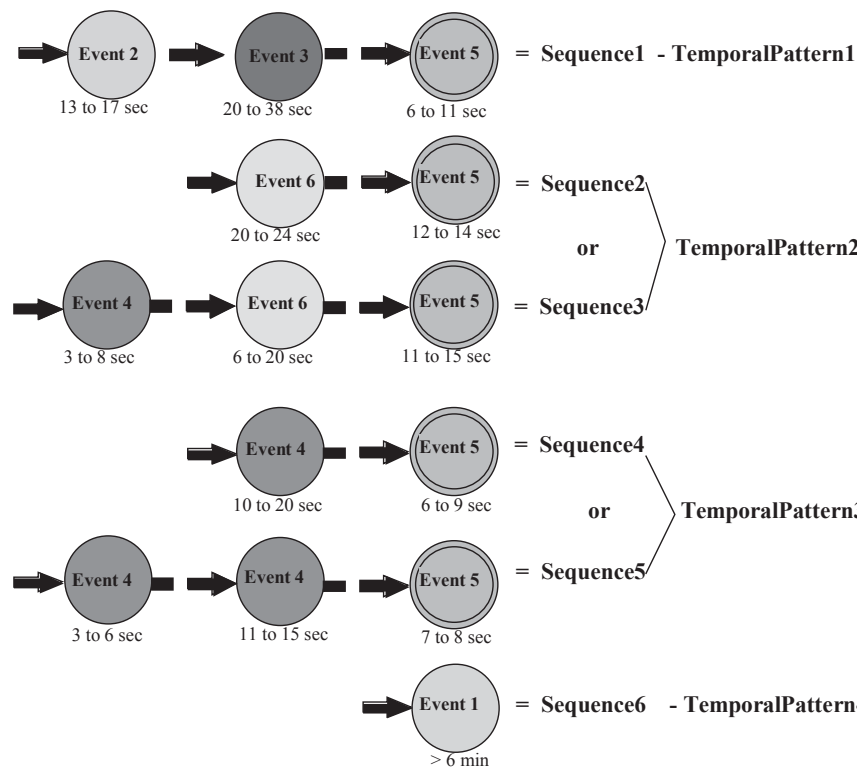 Event 2 Event 3 Event 5 = Sequence1 - TemporalPattern1
13 to 17 sec 20 to 38 sec 6 to 11 sec
Event 6 Event 5 = Sequence2
20 to 24 sec 12 to 14 sec
or TemporalPattern2
Event 4 Event 6 Event 5 = Sequence3
3 to 8 sec 6 to 20 sec 11 to 15 sec
Event 4 Event 5 = Sequence4
10 to 20 sec 6 to 9 sec
or TemporalPattern3
Event 4 Event 4 Event 5 = Sequence5
3 to 6 sec 11 to 15 sec 7 to 8 sec
Event 1 = Sequence6 - TemporalPattern
> 6 min